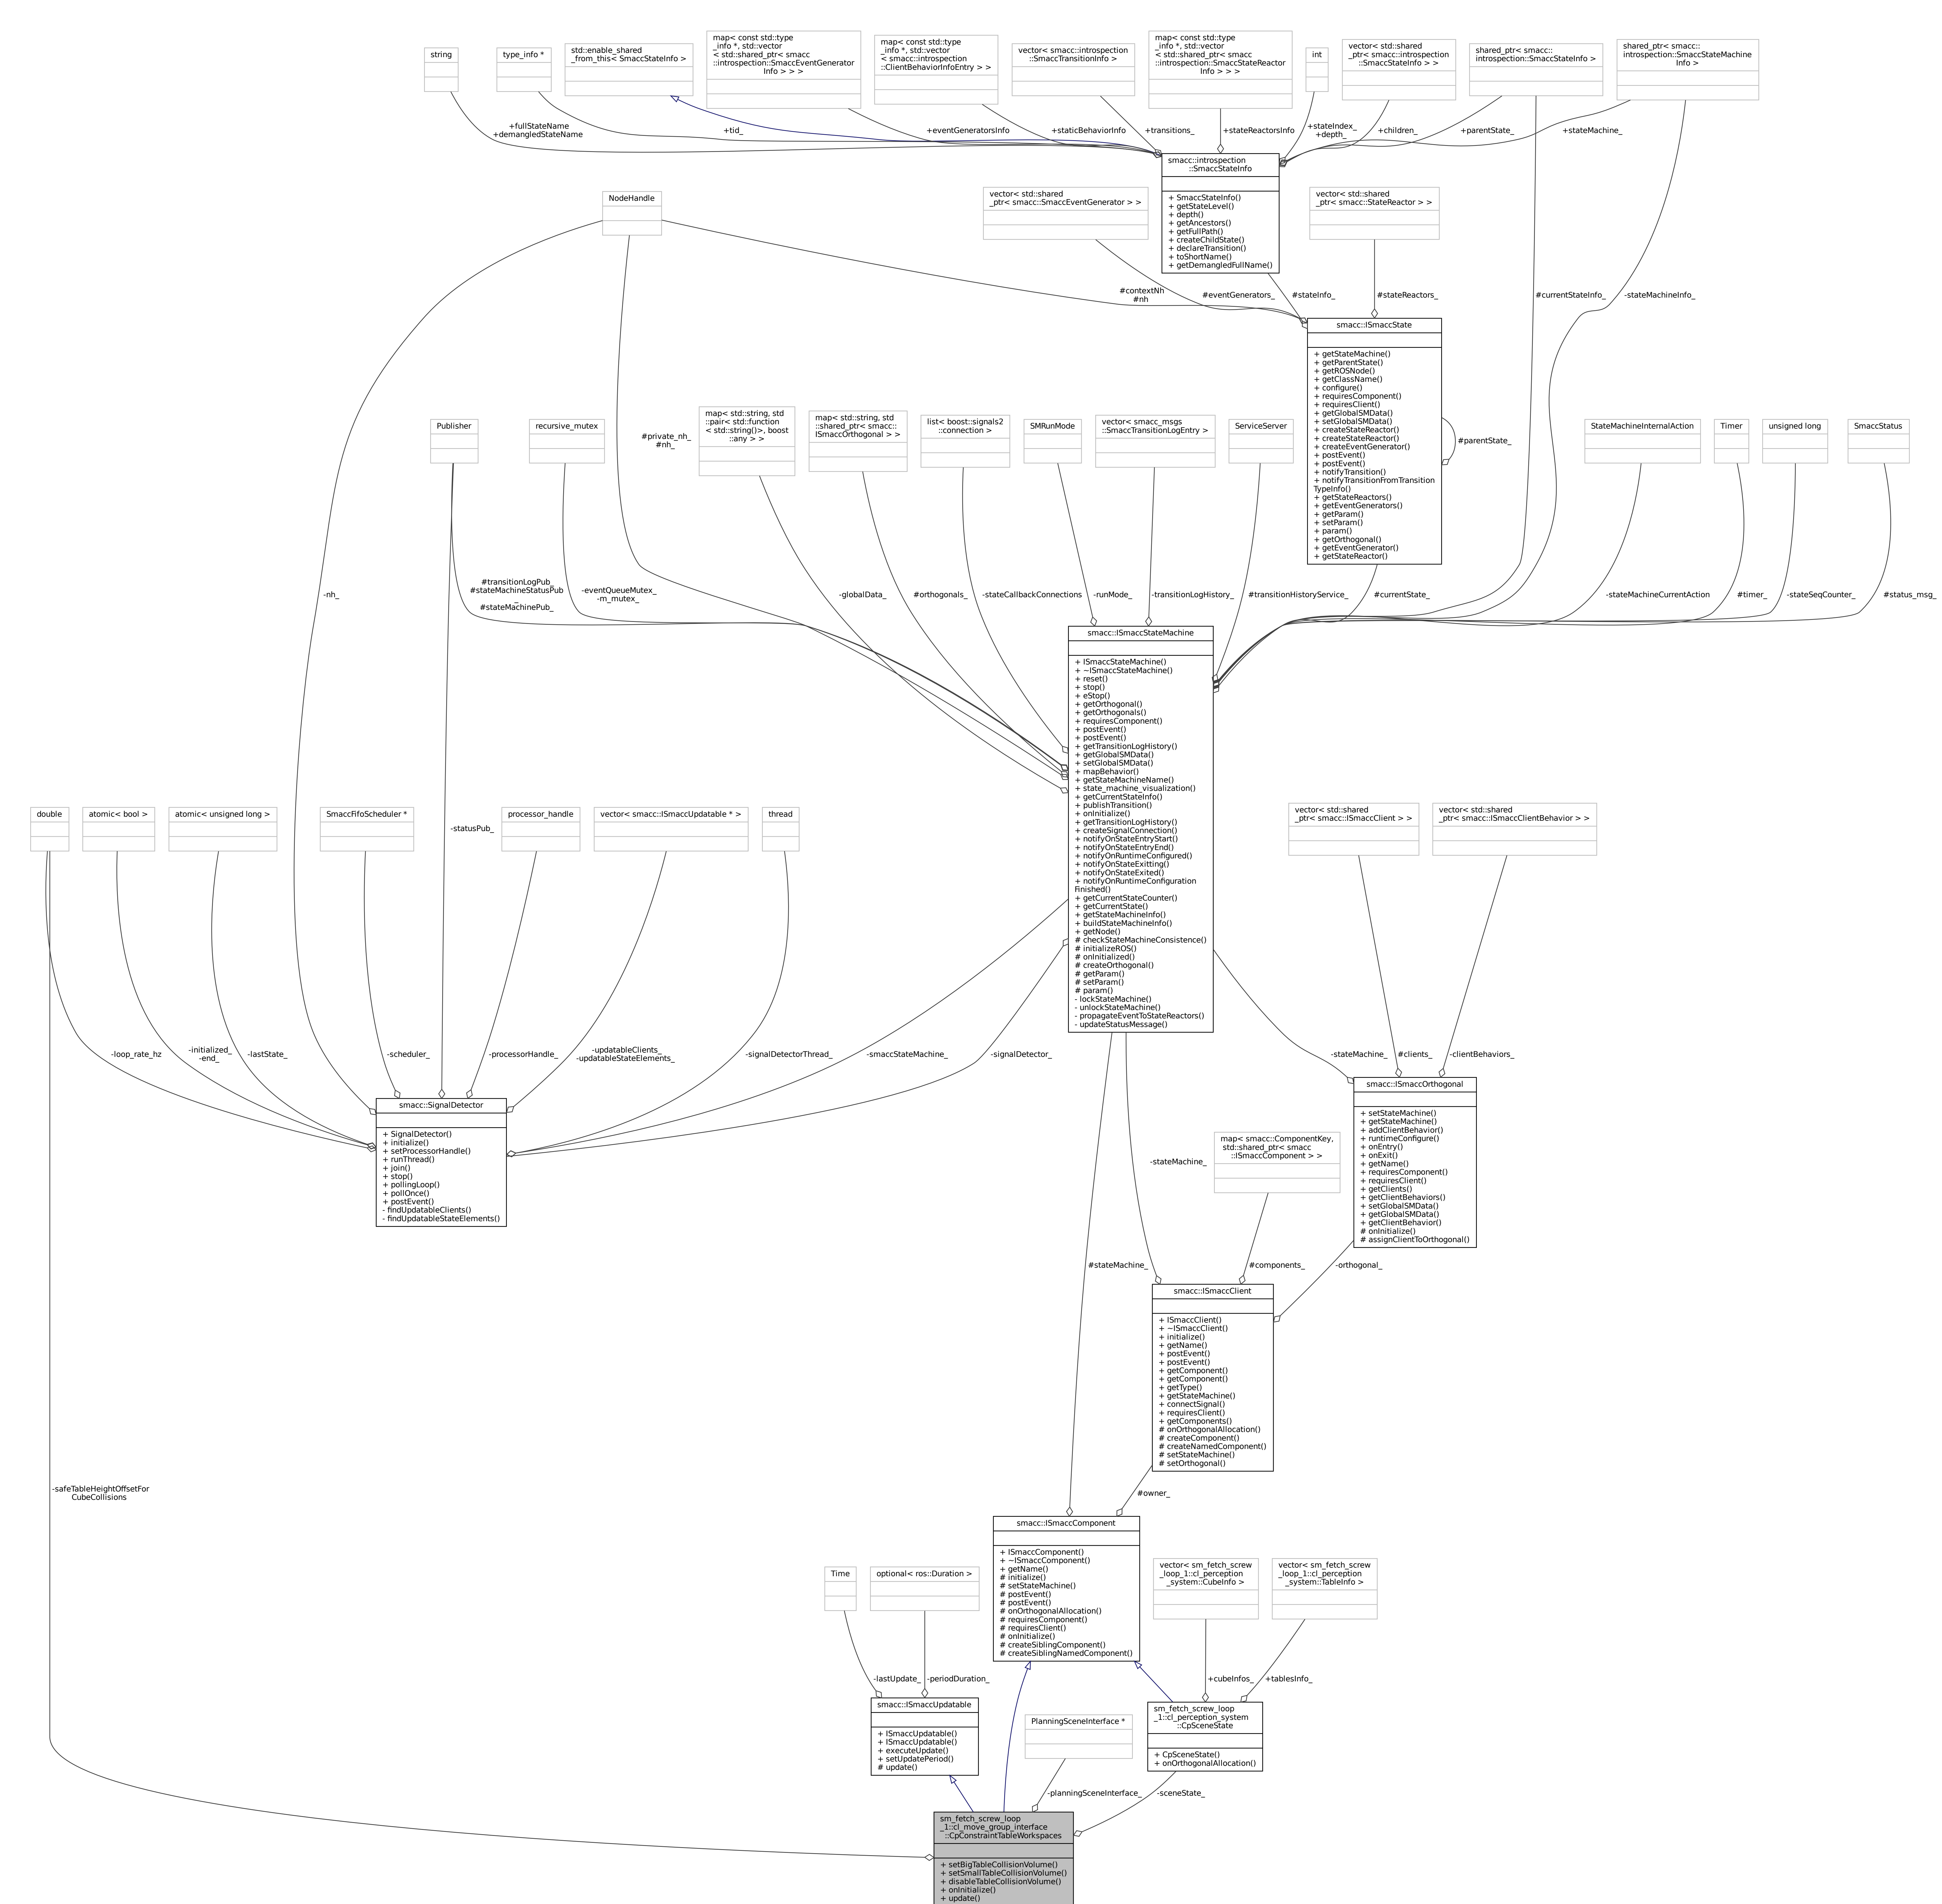 string
type_info *
std::enable_shared
_from_this< SmaccStateInfo >
map< const std::type
_info *, std::vector
< std::shared_ptr< smacc
::introspection::SmaccEventGenerator
Info > > >
map< const std::type
_info *, std::vector
< smacc::introspection
::ClientBehaviorInfoEntry > >
vector< smacc::introspection
::SmaccTransitionInfo >
map< const std::type
_info *, std::vector
< std::shared_ptr< smacc
::introspection::SmaccStateReactor
Info > > >
int
vector< std::shared
_ptr< smacc::introspection
::SmaccStateInfo > >
shared_ptr< smacc::
introspection::SmaccStateInfo >
shared_ptr< smacc::
introspection::SmaccStateMachine
Info >
+fullStateName
+demangledStateName
+tid_
+eventGeneratorsInfo
+staticBehaviorInfo
+transitions_
+stateReactorsInfo
+stateIndex_
+depth_
+children_
+parentState_
+stateMachine_
smacc::introspection
::SmaccStateInfo
+ SmaccStateInfo()
+ getStateLevel()
+ depth()
+ getAncestors()
+ getFullPath()
+ createChildState()
+ declareTransition()
+ toShortName()
+ getDemangledFullName()
NodeHandle
vector< std::shared
_ptr< smacc::SmaccEventGenerator > >
vector< std::shared
_ptr< smacc::StateReactor > >
#contextNh
#nh
#eventGenerators_
#stateInfo_
#stateReactors_
#currentStateInfo_
-stateMachineInfo_
smacc::ISmaccState
+ getStateMachine()
+ getParentState()
+ getROSNode()
+ getClassName()
+ configure()
+ requiresComponent()
+ requiresClient()
+ getGlobalSMData()
+ setGlobalSMData()
+ createStateReactor()
+ createStateReactor()
+ createEventGenerator()
+ postEvent()
+ postEvent()
+ notifyTransition()
+ notifyTransitionFromTransition
TypeInfo()
+ getStateReactors()
+ getEventGenerators()
+ getParam()
+ setParam()
+ param()
+ getOrthogonal()
+ getEventGenerator()
+ getStateReactor()
#parentState_
Publisher
recursive_mutex
#private_nh_
#nh_
map< std::string, std
::pair< std::function
< std::string()>, boost
::any > >
map< std::string, std
::shared_ptr< smacc::
ISmaccOrthogonal > >
list< boost::signals2
::connection >
SMRunMode
vector< smacc_msgs
::SmaccTransitionLogEntry >
ServiceServer
StateMachineInternalAction
Timer
unsigned long
SmaccStatus
-nh_
#transitionLogPub_
#stateMachineStatusPub
_
#stateMachinePub_
-eventQueueMutex_
-m_mutex_
-globalData_
#orthogonals_
-stateCallbackConnections
-runMode_
-transitionLogHistory_
#transitionHistoryService_
#currentState_
-stateMachineCurrentAction
#timer_
-stateSeqCounter_
#status_msg_
smacc::ISmaccStateMachine
+ ISmaccStateMachine()
+ ~ISmaccStateMachine()
+ reset()
+ stop()
+ eStop()
+ getOrthogonal()
+ getOrthogonals()
+ requiresComponent()
+ postEvent()
+ postEvent()
+ getTransitionLogHistory()
+ getGlobalSMData()
+ setGlobalSMData()
+ mapBehavior()
+ getStateMachineName()
+ state_machine_visualization()
+ getCurrentStateInfo()
+ publishTransition()
+ onInitialize()
+ getTransitionLogHistory()
+ createSignalConnection()
+ notifyOnStateEntryStart()
+ notifyOnStateEntryEnd()
+ notifyOnRuntimeConfigured()
+ notifyOnStateExitting()
+ notifyOnStateExited()
+ notifyOnRuntimeConfiguration
Finished()
+ getCurrentStateCounter()
+ getCurrentState()
+ getStateMachineInfo()
+ buildStateMachineInfo()
+ getNode()
# checkStateMachineConsistence()
# initializeROS()
# onInitialized()
# createOrthogonal()
# getParam()
# setParam()
# param()
- lockStateMachine()
- unlockStateMachine()
- propagateEventToStateReactors()
- updateStatusMessage()
double
atomic< bool >
atomic< unsigned long >
SmaccFifoScheduler *
-statusPub_
processor_handle
vector< smacc::ISmaccUpdatable * >
thread
vector< std::shared
_ptr< smacc::ISmaccClient > >
vector< std::shared
_ptr< smacc::ISmaccClientBehavior > >
-loop_rate_hz
-initialized_
-end_
-lastState_
-scheduler_
-processorHandle_
-updatableClients_
-updatableStateElements_
-signalDetectorThread_
-smaccStateMachine_
-signalDetector_
-stateMachine_
#clients_
-clientBehaviors_
smacc::SignalDetector
+ SignalDetector()
+ initialize()
+ setProcessorHandle()
+ runThread()
+ join()
+ stop()
+ pollingLoop()
+ pollOnce()
+ postEvent()
- findUpdatableClients()
- findUpdatableStateElements()
smacc::ISmaccOrthogonal
+ setStateMachine()
+ getStateMachine()
+ addClientBehavior()
+ runtimeConfigure()
+ onEntry()
+ onExit()
+ getName()
+ requiresComponent()
+ requiresClient()
+ getClients()
+ getClientBehaviors()
+ setGlobalSMData()
+ getGlobalSMData()
+ getClientBehavior()
# onInitialize()
# assignClientToOrthogonal()
-stateMachine_
map< smacc::ComponentKey,
std::shared_ptr< smacc
::ISmaccComponent > >
#stateMachine_
#components_
-orthogonal_
smacc::ISmaccClient
+ ISmaccClient()
+ ~ISmaccClient()
+ initialize()
+ getName()
+ postEvent()
+ postEvent()
+ getComponent()
+ getComponent()
+ getType()
+ getStateMachine()
+ connectSignal()
+ requiresClient()
+ getComponents()
# onOrthogonalAllocation()
# createComponent()
# createNamedComponent()
# setStateMachine()
# setOrthogonal()
-safeTableHeightOffsetFor
CubeCollisions
#owner_
smacc::ISmaccComponent
+ ISmaccComponent()
+ ~ISmaccComponent()
+ getName()
# initialize()
# setStateMachine()
# postEvent()
# postEvent()
# onOrthogonalAllocation()
# requiresComponent()
# requiresClient()
# onInitialize()
# createSiblingComponent()
# createSiblingNamedComponent()
Time
optional< ros::Duration >
vector< sm_fetch_screw
_loop_1::cl_perception
_system::CubeInfo >
vector< sm_fetch_screw
_loop_1::cl_perception
_system::TableInfo >
-lastUpdate_
-periodDuration_
+cubeInfos_
+tablesInfo_
smacc::ISmaccUpdatable
+ ISmaccUpdatable()
+ ISmaccUpdatable()
+ executeUpdate()
+ setUpdatePeriod()
# update()
PlanningSceneInterface *
sm_fetch_screw_loop
_1::cl_perception_system
::CpSceneState
+ CpSceneState()
+ onOrthogonalAllocation()
-planningSceneInterface_
-sceneState_
sm_fetch_screw_loop
_1::cl_move_group_interface
::CpConstraintTableWorkspaces
+ setBigTableCollisionVolume()
+ setSmallTableCollisionVolume()
+ disableTableCollisionVolume()
+ onInitialize()
+ update()